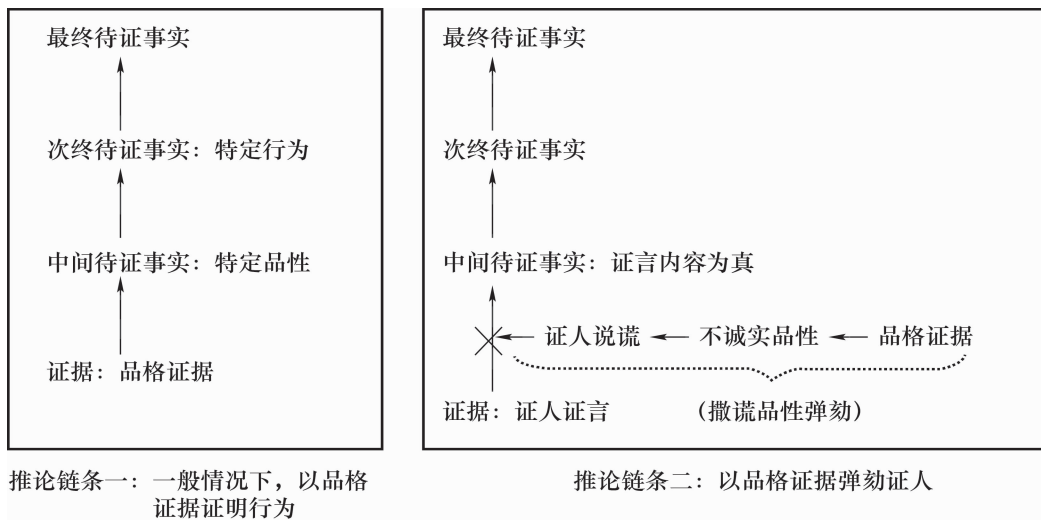 最终待证事实
次终待证事实：特定行为
中间待证事实：特定品性
证据：品格证据
推论链条一：一般情况下，以品格
证据证明行为
最终待证事实
次终待证事实
中间待证事实：证言内容为真
证人说谎
不诚实品性
品格证据
证据：证人证言
（撒谎品性弹劾）
推论链条二：以品格证据弹劾证人